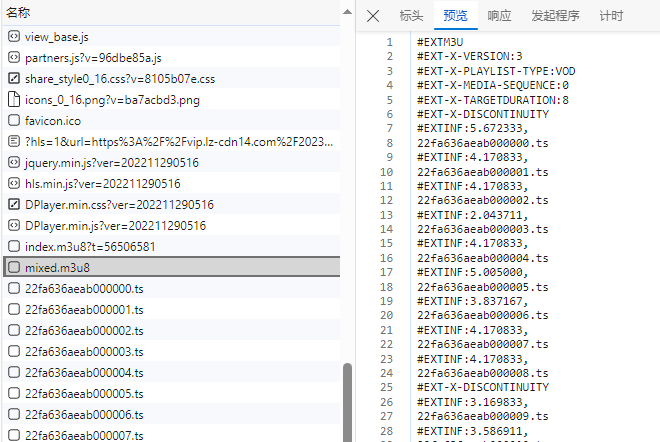 名称
view_base.js
partners.js?v=96dbe85a.js
share_style0_16.css?v=8105b07e.css
icons_0_16.png?v=ba7acbd3.png
favicon.ico
?hls=1&url=https%3A%2F%2Fvip.lz-cdn14.com%2F2023...
jquery.min.js?ver=202211290516
hls.min.js?ver=202211290516
DPlayer.min.css?ver=202211290516
DPlayer.min.js?ver=202211290516
index.m3u8?t=56506581
mixed.m3u8
22fa636aeab000000.ts
22fa636aeab000001.ts
22fa636aeab000002.ts
22fa636aeab000003.ts
22fa636aeab000004.ts
22fa636aeab000005.ts
22fa636aeab000006.ts
22fa636aeab000007.ts
标头 预览 响应 发起程序 计时
1 #EXTM3U
2 #EXT-X-VERSION:3
3 #EXT-X-PLAYLIST-TYPE:VOD
4 #EXT-X-MEDIA-SEQUENCE:0
5 #EXT-X-TARGETDURATION:8
6 #EXT-X-DISCONTINUITY
7 #EXTINF:5.672333,
8 22fa636aeab000000.ts
9 #EXTINF:4.170833,
10 22fa636aeab000001.ts
11 #EXTINF:4.170833,
12 22fa636aeab000002.ts
13 #EXTINF:2.043711,
14 22fa636aeab000003.ts
15 #EXTINF:4.170833,
16 22fa636aeab000004.ts
17 #EXTINF:5.005000,
18 22fa636aeab000005.ts
19 #EXTINF:3.837167,
20 22fa636aeab000006.ts
21 #EXTINF:4.170833,
22 22fa636aeab000007.ts
23 #EXTINF:4.170833,
24 22fa636aeab000008.ts
25 #EXT-X-DISCONTINUITY
26 #EXTINF:3.169833,
27 22fa636aeab000009.ts
28 #EXTINF:3.586911,